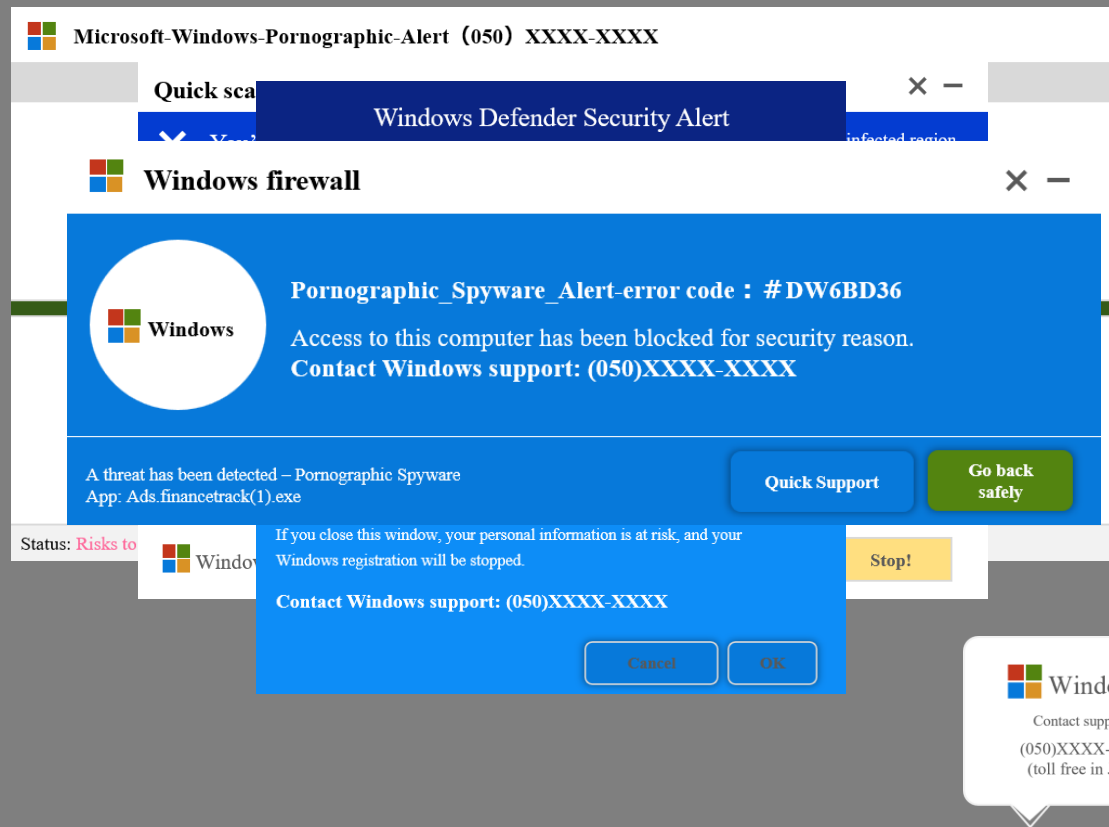 Microsoft-Windows-Pornographic-Alert（050）XXXX-XXXX
Quick sca
Windows Defender Security Alert
You'
infected region
Windows firewall
Windows
Pornographic_Spyware_Alert-error code：＃DW6BD36
Access to this computer has been blocked for security reason.
Contact Windows support: (050)XXXX-XXXX
A threat has been detected – Pornographic Spyware
App: Ads.financetrack(1).exe
Quick Support
Go back
safely
Status: Risks to
Windo
If you close this window, your personal information is at risk, and your
Windows registration will be stopped.
Stop!
Contact Windows support: (050)XXXX-XXXX
Cancel
OK
Windo
Contact supp
(050)XXXX-
(toll free in